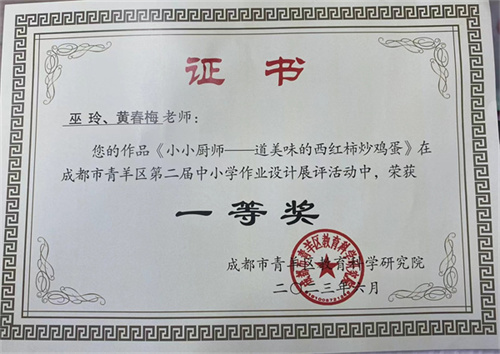 证书
巫 玲、黄春梅老师：
您的作品《小小厨师——道美味的西红柿炒鸡蛋》在
成都市青羊区第二届中小学作业设计展评活动中，荣获
一等奖
成都市青羊区教育科学研究院
二〇二三年六月